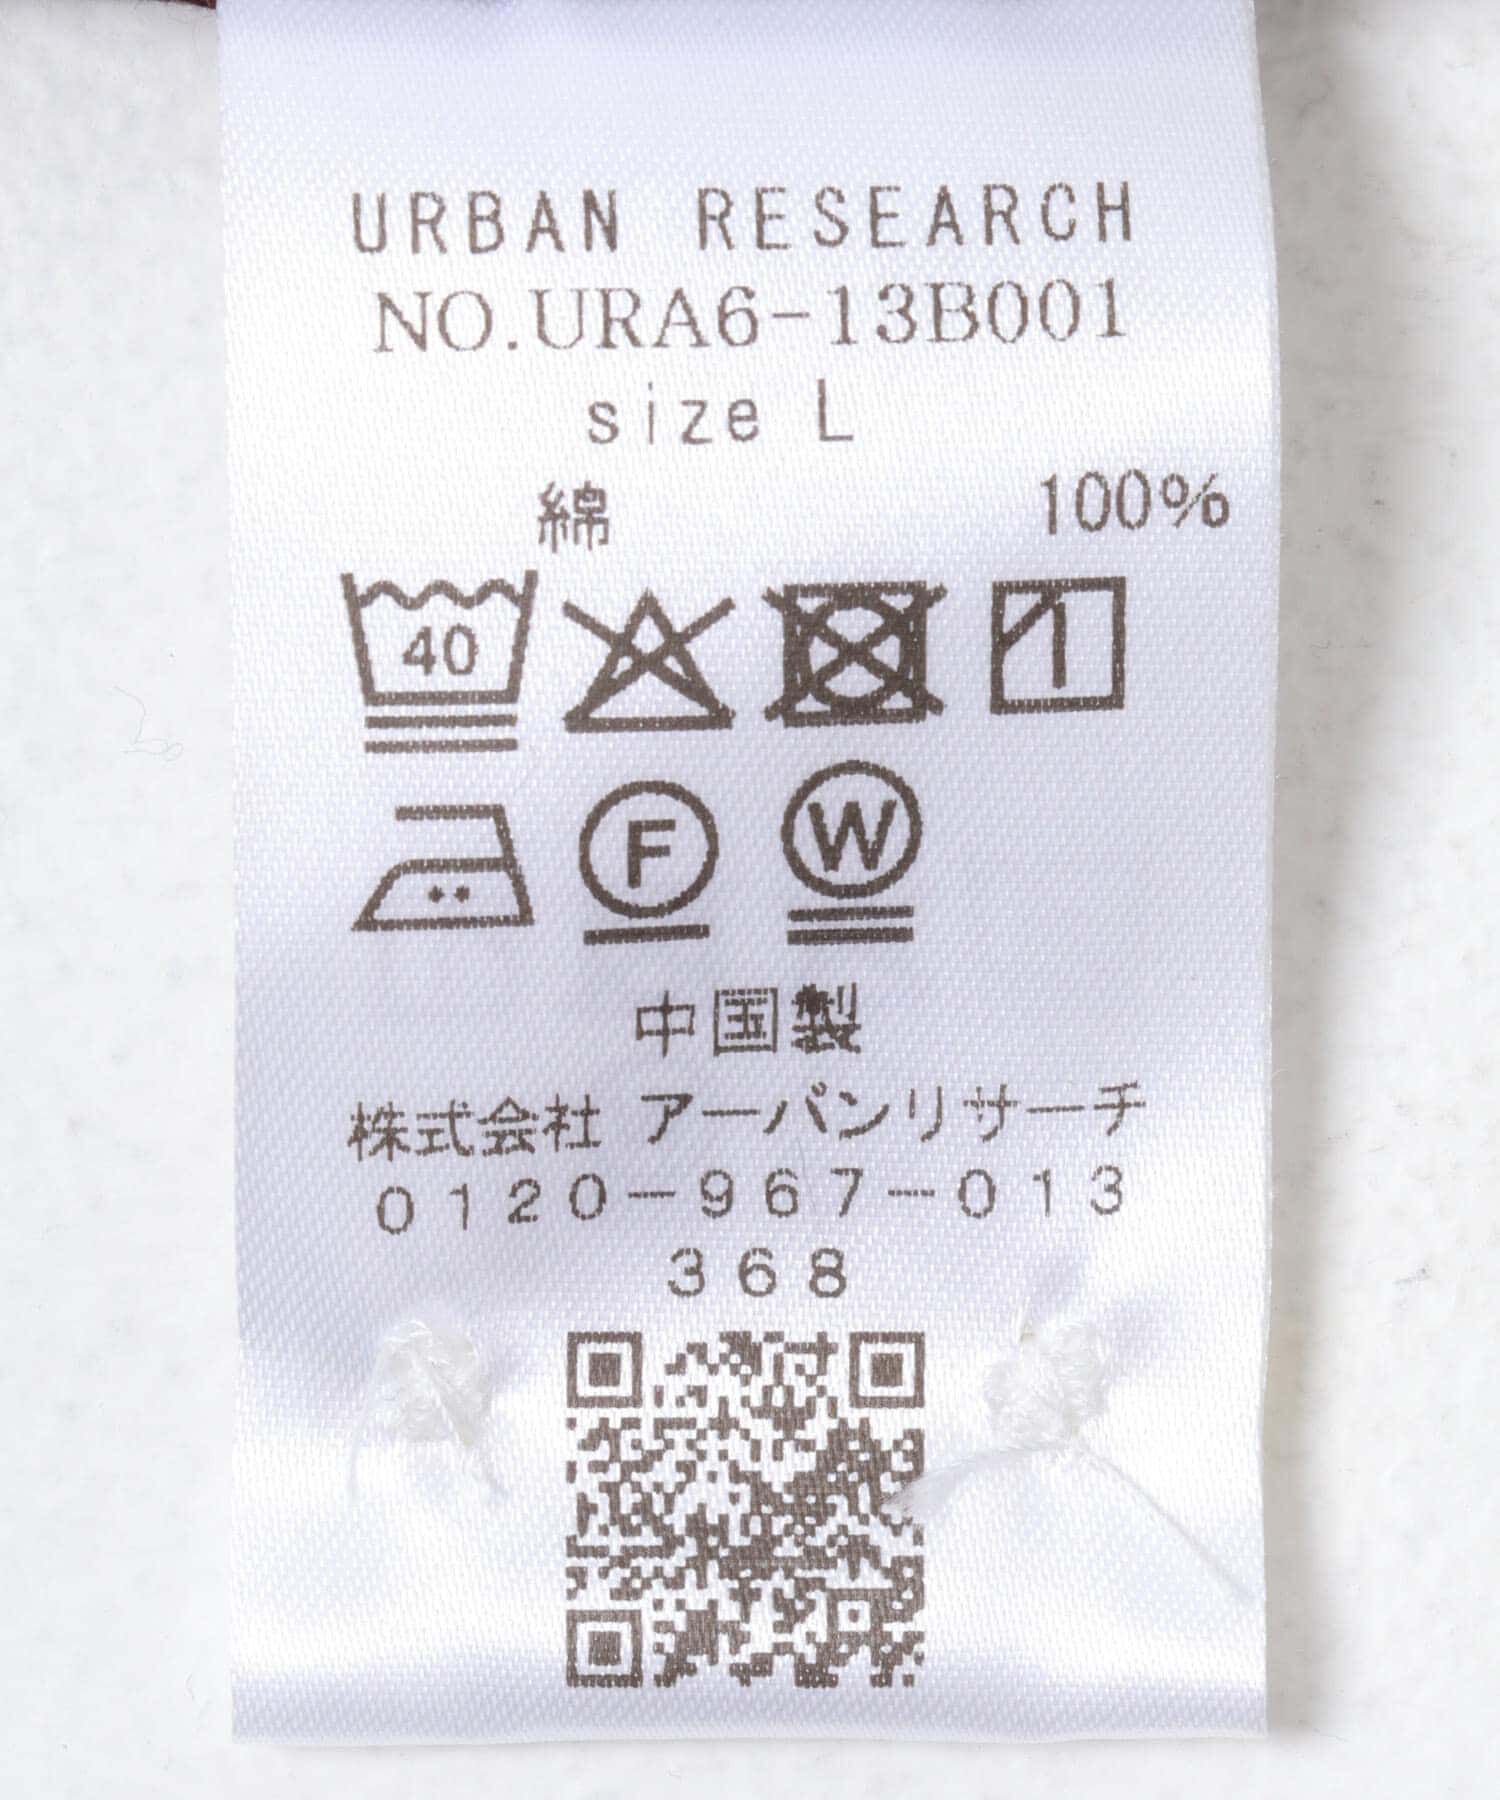 URBAN RESEARCH
NO.URA6-13B001
size L
綿 100%
40
F W
中国製
株式会社 アーバンリサーチ
0120-967-013
368